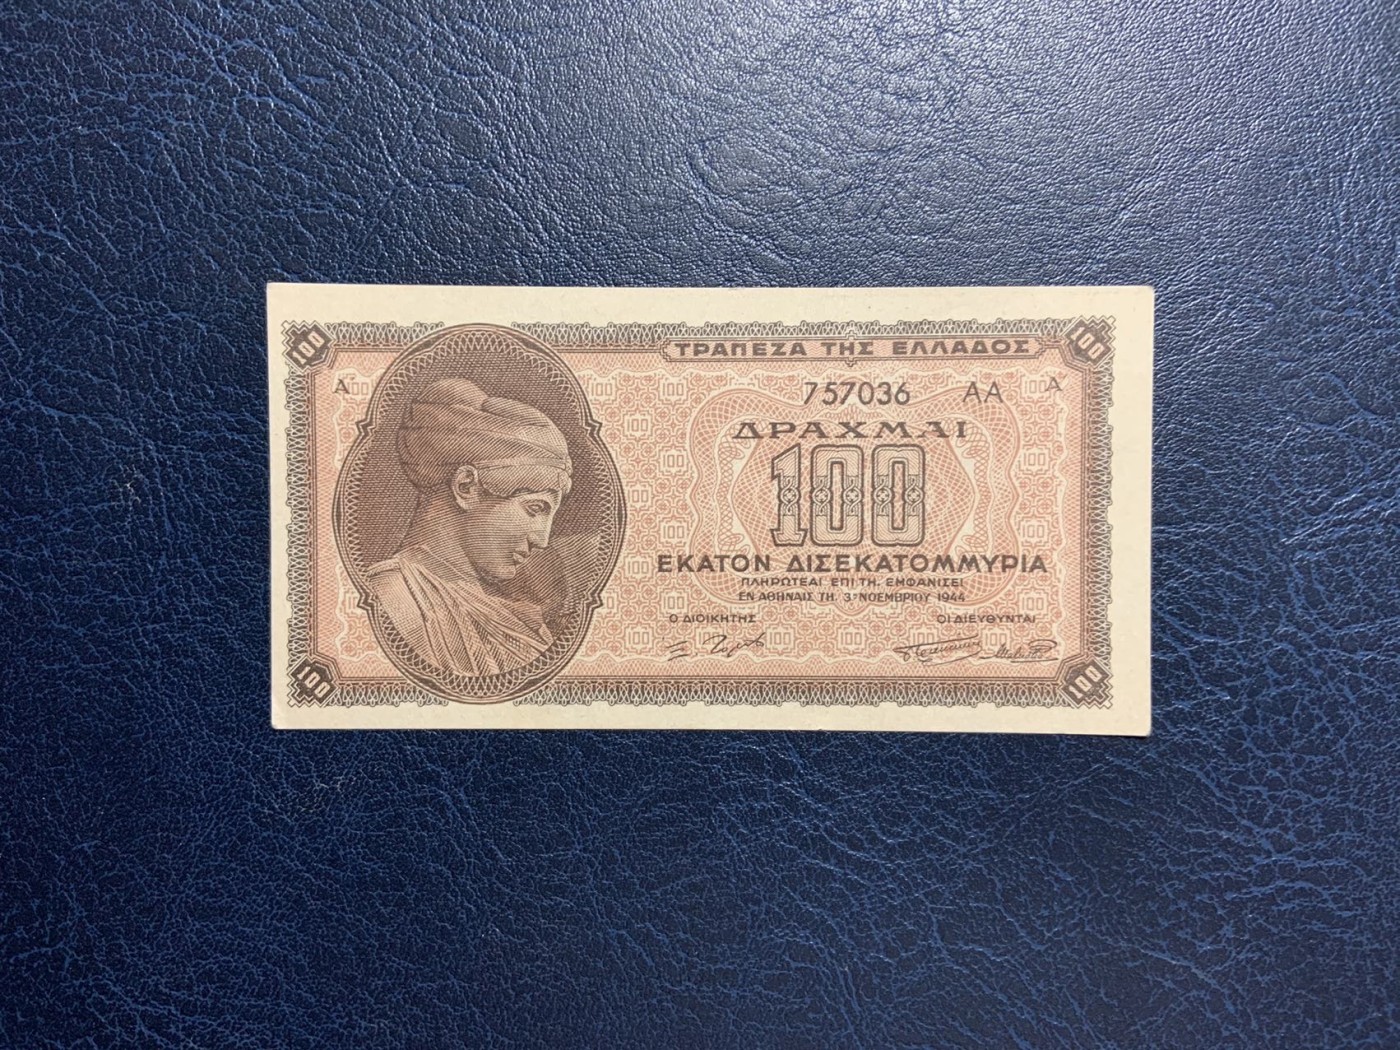 100 100
ΤΡΑΠΕΖΑ ΤΗΣ ΕΛΛΑΔΟΣ
Α 757036 ΑΑ Α
ΔΡΑΧΜΑΙ
100
ΕΚΑΤΟΝ ΔΙΣΕΚΑΤΟΜΜΥΡΙΑ
ΠΛΗΡΩΤΕΑΙ ΕΠΙ ΤΗ. ΕΜΦΑΝΙΣΕΙ
ΕΝ ΑΘΗΝΑΙΣ ΤΗ. 3ῃ ΝΟΕΜΒΡΙΟΥ 1944
Ο ΔΙΟΙΚΗΤΗΣ ΟΙ ΔΙΕΥΘΥΝΤΑΙ
100 100